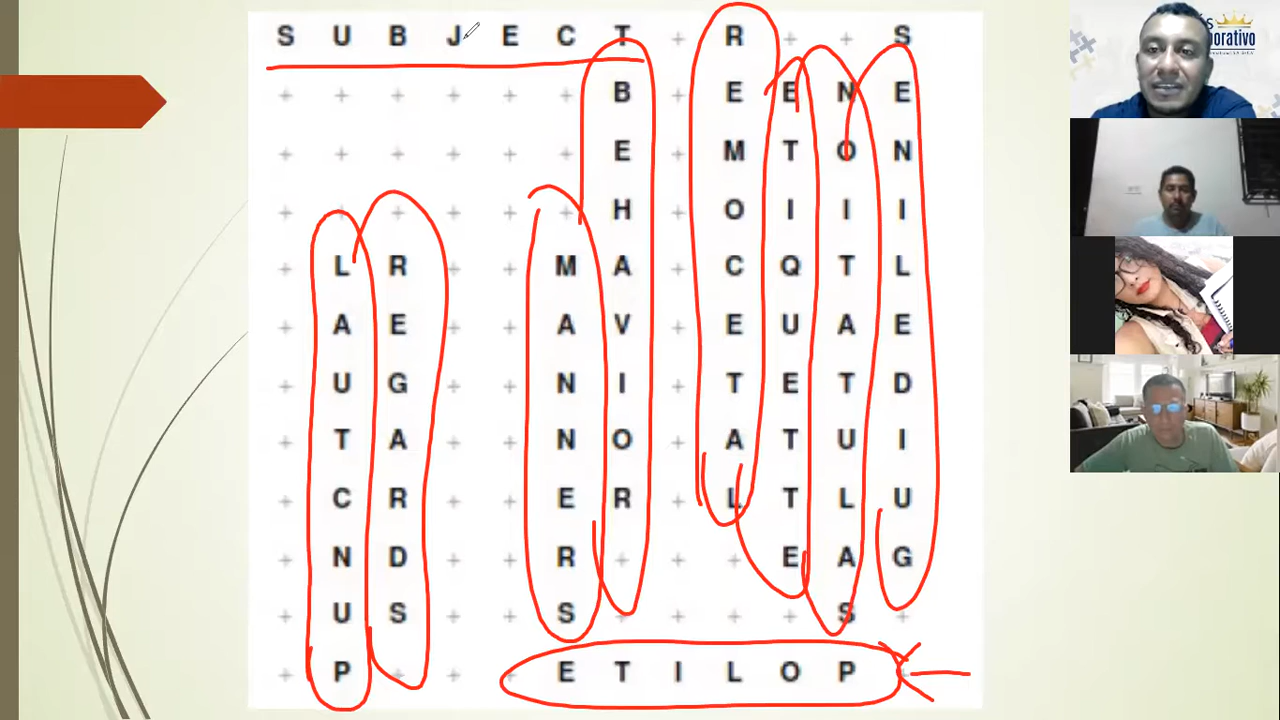 S U B J E C T R S
B E E N E
E M T O N
H O I I I
L R M A C Q T L
A E A V E U A E
U G N I T E T D
T A N O A T U I
C R E R L T L U
N D R E A G
U S S S
P E T I L O P
orativo